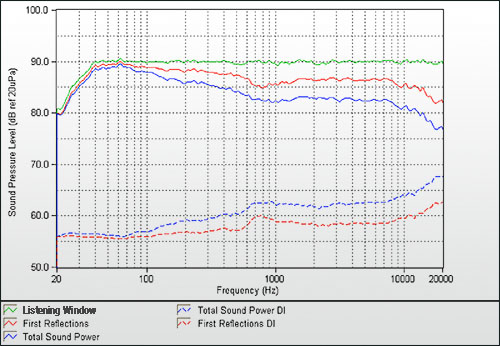 100.0
90.0
80.0
70.0
60.0
50.0
Sound Pressure Level (dB ref 20uPa)
20
100
1000
10000
20000
Frequency (Hz)
Listening Window
Total Sound Power DI
First Reflections
First Reflections DI
Total Sound Power